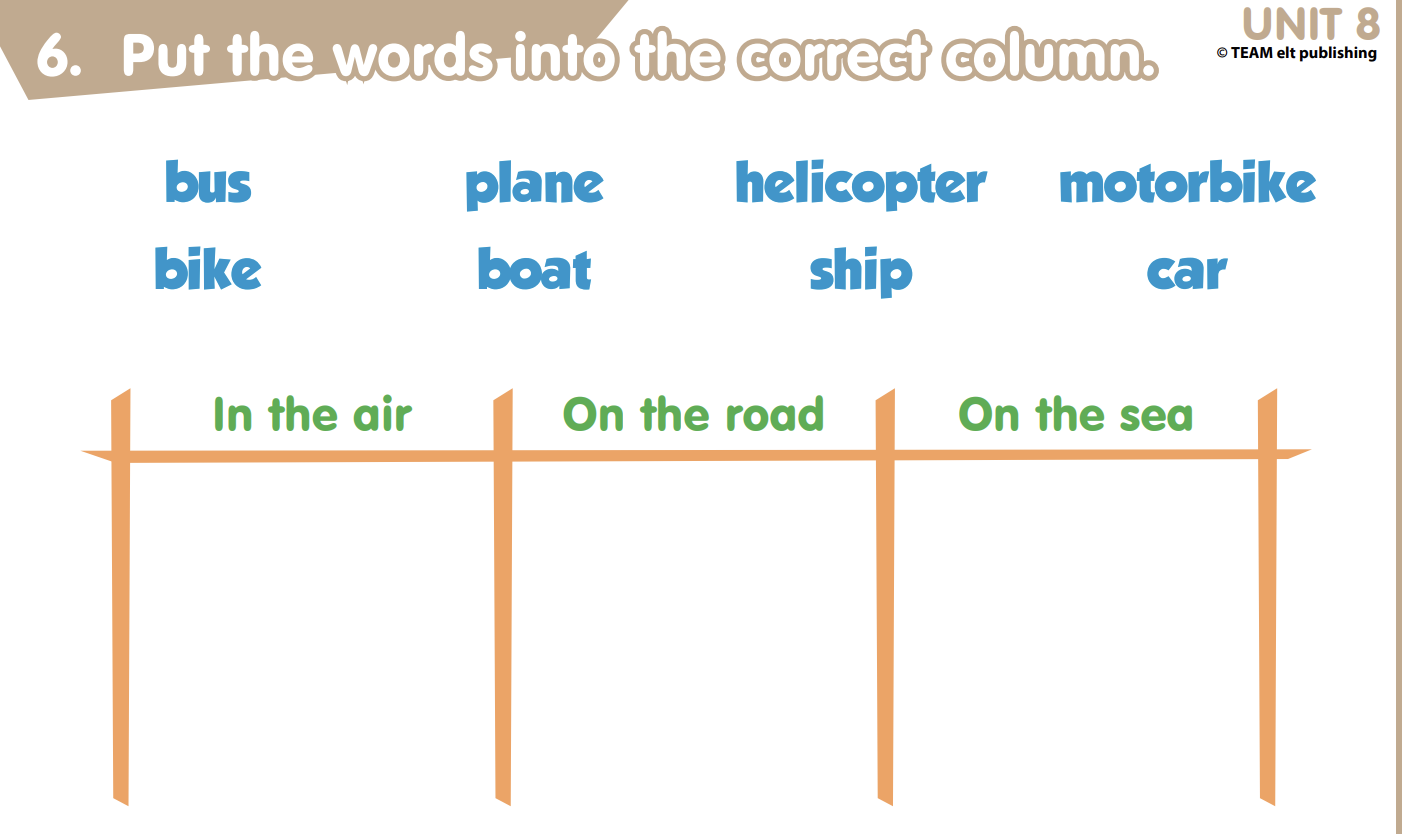 6. Put the words into the correct column.
UNIT 8
© TEAM elt publishing
bus plane helicopter motorbike
bike boat ship car
In the air On the road On the sea